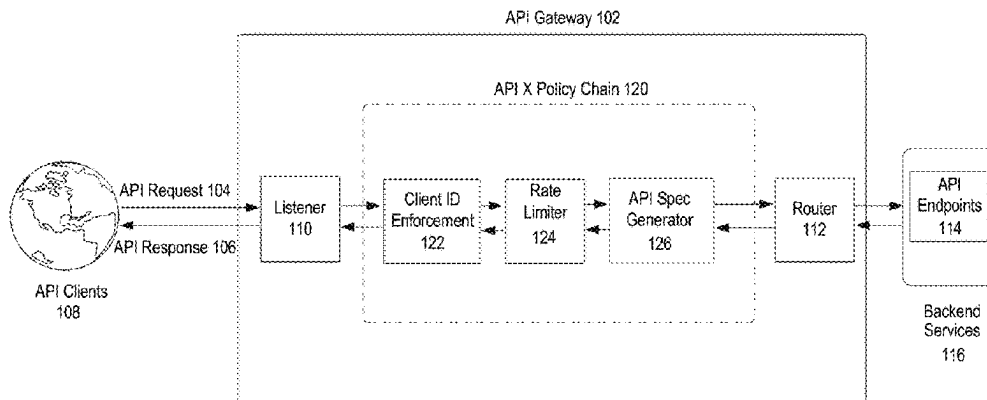 API Gateway 102
API X Policy Chain 120
API Request 104
API Response 106
API Clients
108
Listener
110
Client ID
Enforcement
122
Rate
Limiter
124
API Spec
Generator
126
Router
112
API
Endpoints
114
Backend
Services
116